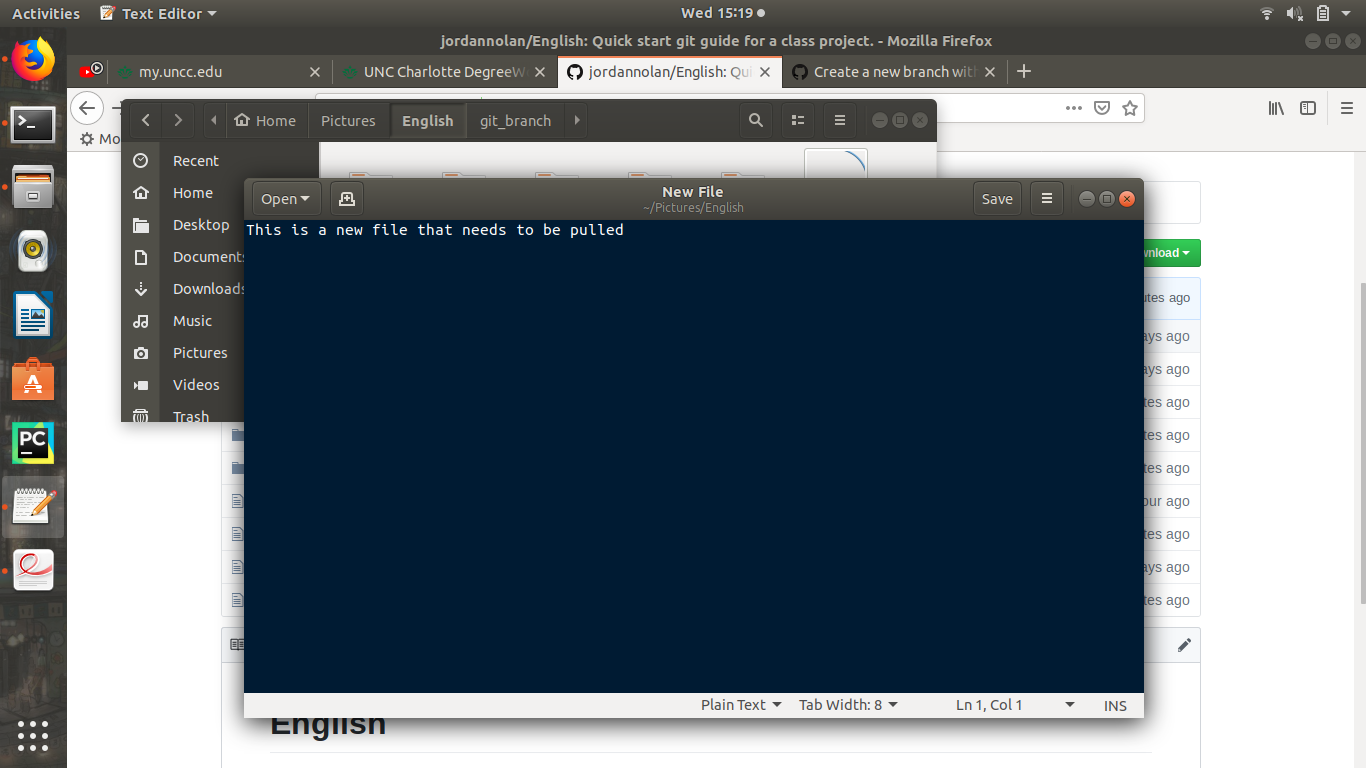 Activities Text Editor Wed 15:19
jordannolan/English: Quick start git guide for a class project. - Mozilla Firefox
my.uncc.edu UNC Charlotte DegreeW jordannolan/English: Qui Create a new branch with
Home Pictures English git_branch
Mo
Recent
Home
Desktop
Documents
Downloads
Music
Pictures
Videos
Trash
Open New File Save
~/Pictures/English
This is a new file that needs to be pulled
wnload
utes ago
ays ago
ays ago
tes ago
tes ago
tes ago
our ago
tes ago
ays ago
tes ago
PC
Plain Text Tab Width: 8 Ln 1, Col 1 INS
English